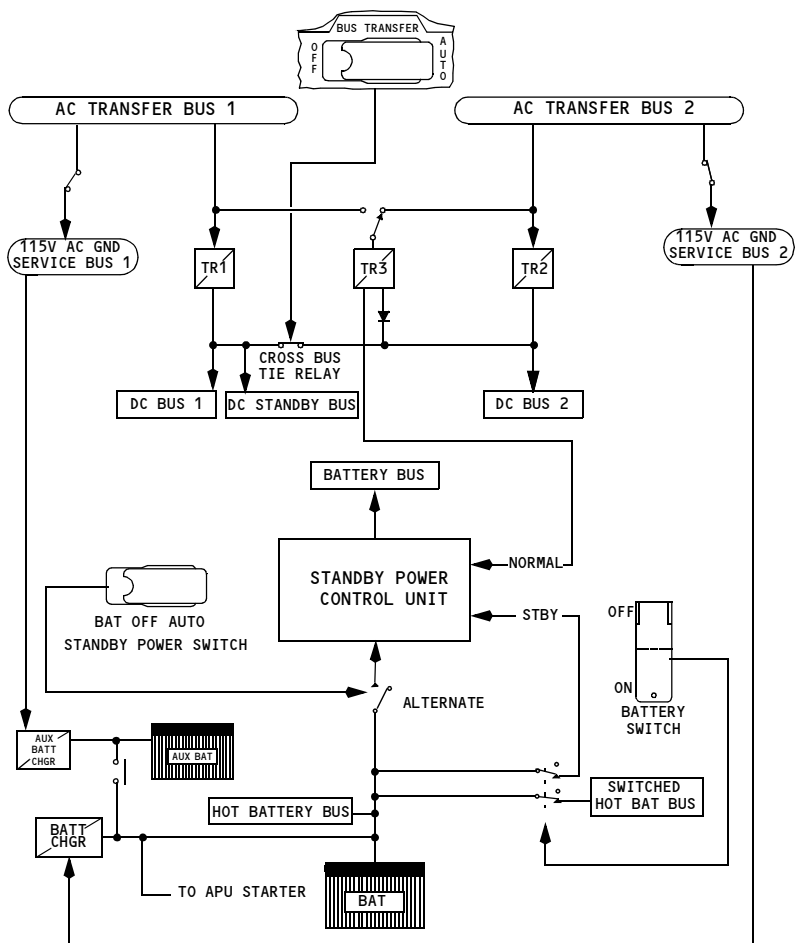 BUS TRANSFER
OFF
AUTO
AC TRANSFER BUS 1
AC TRANSFER BUS 2
115V AC GND
SERVICE BUS 1
115V AC GND
SERVICE BUS 2
TR1
TR3
TR2
CROSS BUS
TIE RELAY
DC BUS 1
DC STANDBY BUS
DC BUS 2
BATTERY BUS
STANDBY POWER
CONTROL UNIT
NORMAL
STBY
BAT OFF AUTO
STANDBY POWER SWITCH
OFF
ON
BATTERY
SWITCH
ALTERNATE
AUX
BATT
CHGR
AUX BAT
SWITCHED
HOT BAT BUS
HOT BATTERY BUS
BATT
CHGR
TO APU STARTER
BAT